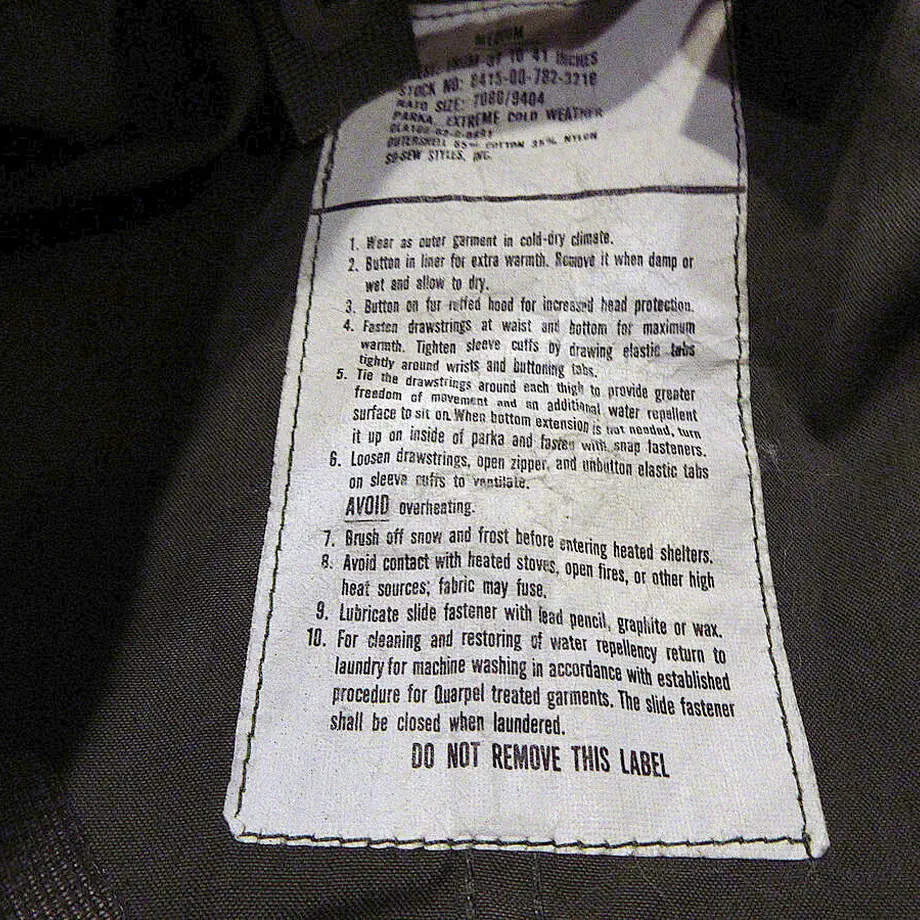 MEDIUM
37 TO 41 INCHES
STOCK NO: 8415-00-782-3218
NATO SIZE: 7080/9404
PARKA, EXTREME COLD WEATHER
OUTERSHELL 65% COTTON 35% NYLON
SO-SEW STYLES, INC.
1. Wear as outer garment in cold-dry climate.
2. Button in liner for extra warmth. Remove it when damp or
wet and allow to dry.
3. Button on fur ruffed hood for increased head protection.
4. Fasten drawstrings at waist and bottom for maximum
warmth. Tighten sleeve cuffs by drawing elastic tabs
tightly around wrists and buttoning tabs.
5. Tie the drawstrings around each thigh to provide greater
freedom of movement and an additional water repellent
surface to sit on. When bottom extension is not needed, turn
it up on inside of parka and fasten with snap fasteners.
6. Loosen drawstrings, open zipper, and unbutton elastic tabs
on sleeve cuffs to ventilate.
AVOID overheating.
7. Brush off snow and frost before entering heated shelters.
8. Avoid contact with heated stoves, open fires, or other high
heat sources; fabric may fuse.
9. Lubricate slide fastener with lead pencil, graphite or wax.
10. For cleaning and restoring of water repellency return to
laundry for machine washing in accordance with established
procedure for Quarpel treated garments. The slide fastener
shall be closed when laundered.
DO NOT REMOVE THIS LABEL